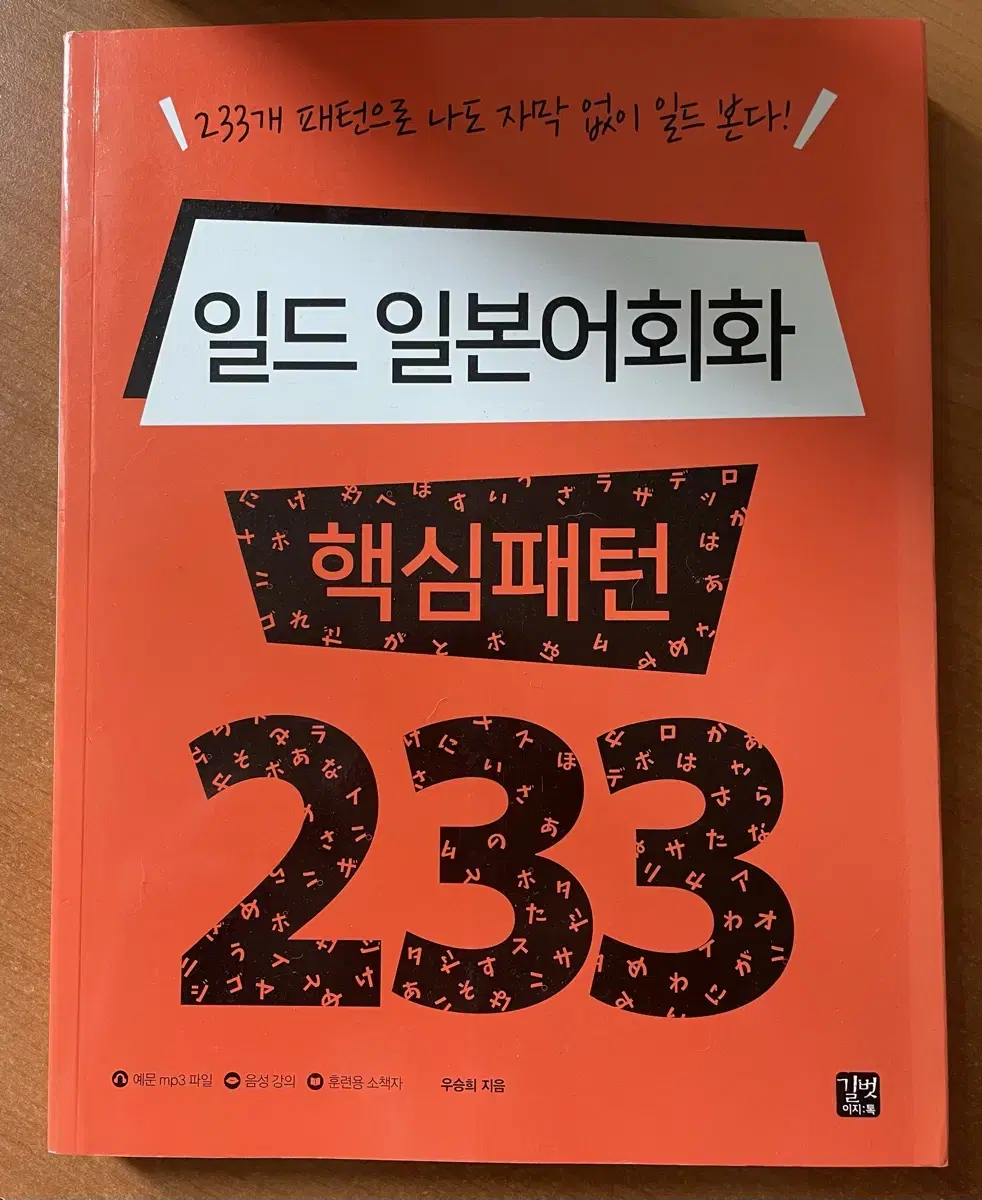 233개 패턴으로 나도 자막 없이 일드 본다!
일드 일본어회화
핵심패턴
233
예문 mp3 파일 음성 강의 훈련용 소책자 우승희 지음
길벗
이지:톡